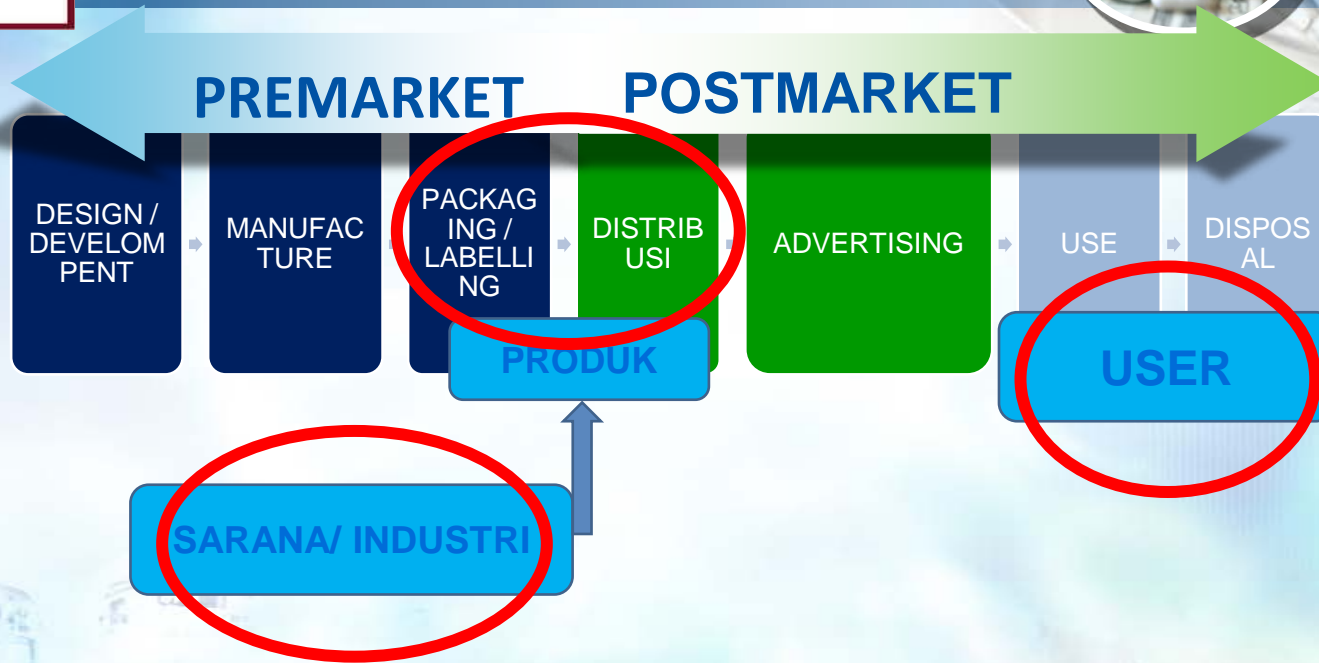 PREMARKET
POSTMARKET
DESIGN /
DEVELOM
PENT
MANUFAC
TURE
PACKAG
ING /
LABELLI
NG
DISTRIB
USI
ADVERTISING
USE
DISPOS
AL
PRODUK
USER
SARANA/ INDUSTRI